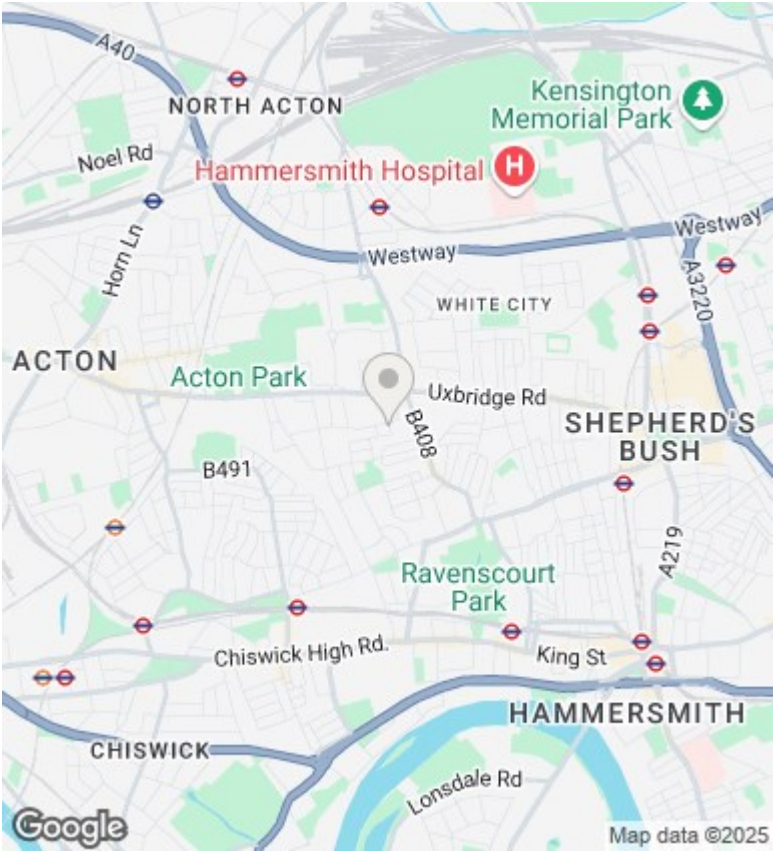 A40
NORTH ACTON
Kensington
Memorial Park
Noel Rd
Hammersmith Hospital
H
Horn Ln
Westway
Westway
A3220
WHITE CITY
ACTON
Acton Park
Uxbridge Rd
B408
SHEPHERD'S
BUSH
B491
A219
Ravenscourt
Park
Chiswick High Rd.
King St
HAMMERSMITH
CHISWICK
Lonsdale Rd
Google
Map data ©2025